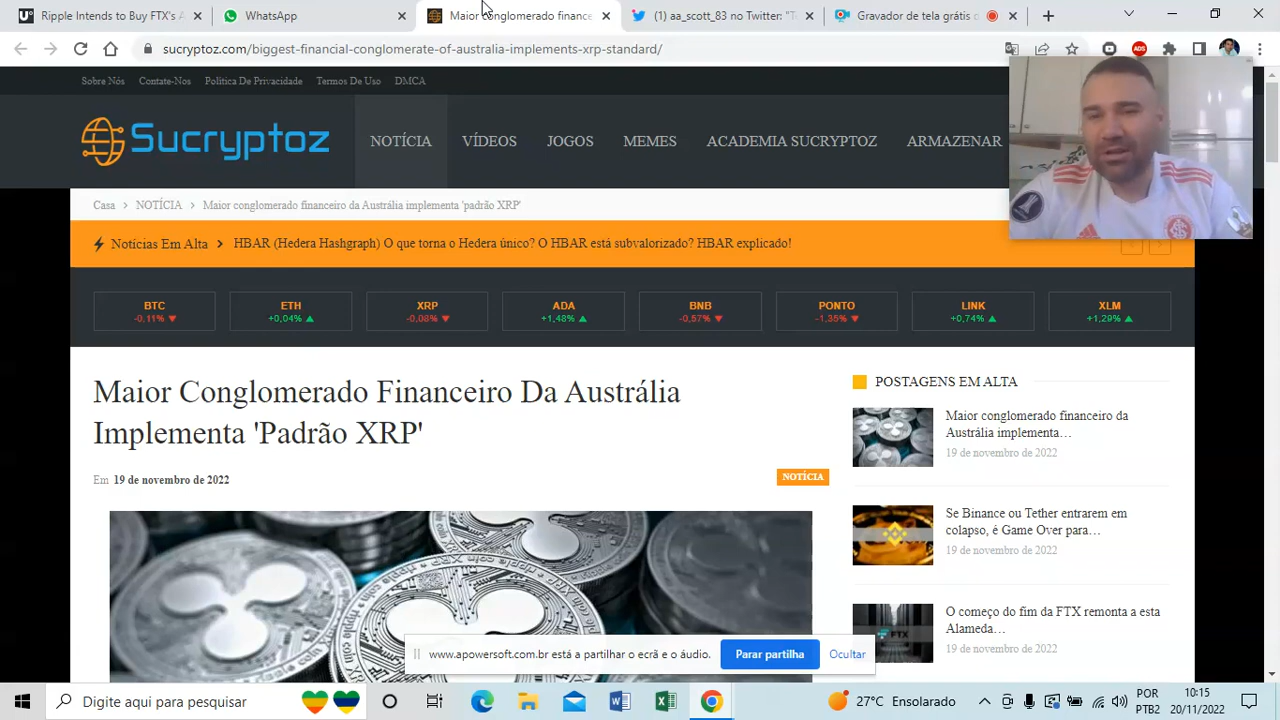 Ripple Intends to Buy FTX's A
WhatsApp
Maior conglomerado finance
(1) aa_scott_83 no Twitter: "T
Gravador de tela grátis o
sucryptoz.com/biggest-financial-conglomerate-of-australia-implements-xrp-standard/
ADS
Sobre Nós
Contate-Nos
Política De Privacidade
Termos De Uso
DMCA
Sucryptoz
NOTÍCIA
VÍDEOS
JOGOS
MEMES
ACADEMIA SUCRYPTOZ
ARMAZENAR
Casa > NOTÍCIA > Maior conglomerado financeiro da Austrália implementa 'padrão XRP'
Notícias Em Alta > HBAR (Hedera Hashgraph) O que torna o Hedera único? O HBAR está subvalorizado? HBAR explicado!
BTC
-0,11%
ETH
+0,04%
XRP
-0,08%
ADA
+1,48%
BNB
-0,57%
PONTO
-1,35%
LINK
+0,74%
XLM
+1,29%
Maior Conglomerado Financeiro Da Austrália
Implementa 'Padrão XRP'
Em 19 de novembro de 2022
NOTÍCIA
POSTAGENS EM ALTA
Maior conglomerado financeiro da
Austrália implementa…
19 de novembro de 2022
Se Binance ou Tether entrarem em
colapso, é Game Over para…
19 de novembro de 2022
FTX
O começo do fim da FTX remonta a esta
Alameda…
19 de novembro de 2022
www.apowersoft.com.br está a partilhar o ecrã e o áudio.
Parar partilha
Ocultar
Digite aqui para pesquisar
27°C Ensolarado
POR
PTB2
10:15
20/11/2022